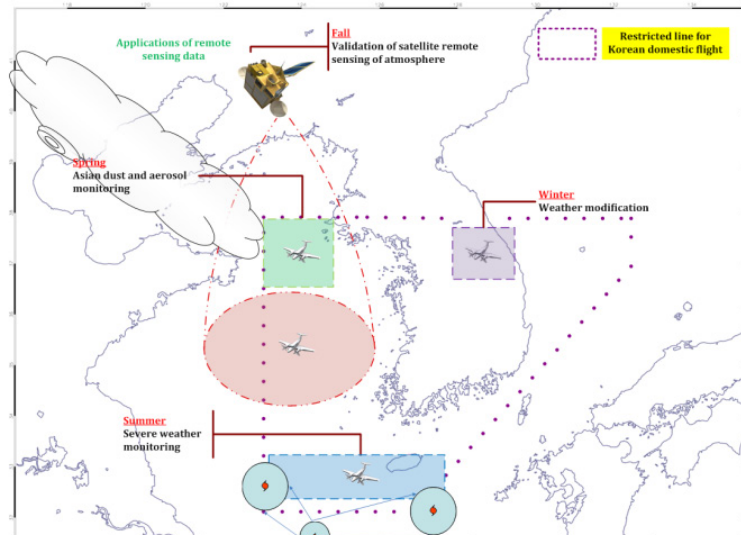 Applications of remote
sensing data
Fall
Validation of satellite remote
sensing of atmosphere
Restricted line for
Korean domestic flight
Spring
Asian dust and aerosol
monitoring
Winter
Weather modification
Summer
Severe weather
monitoring